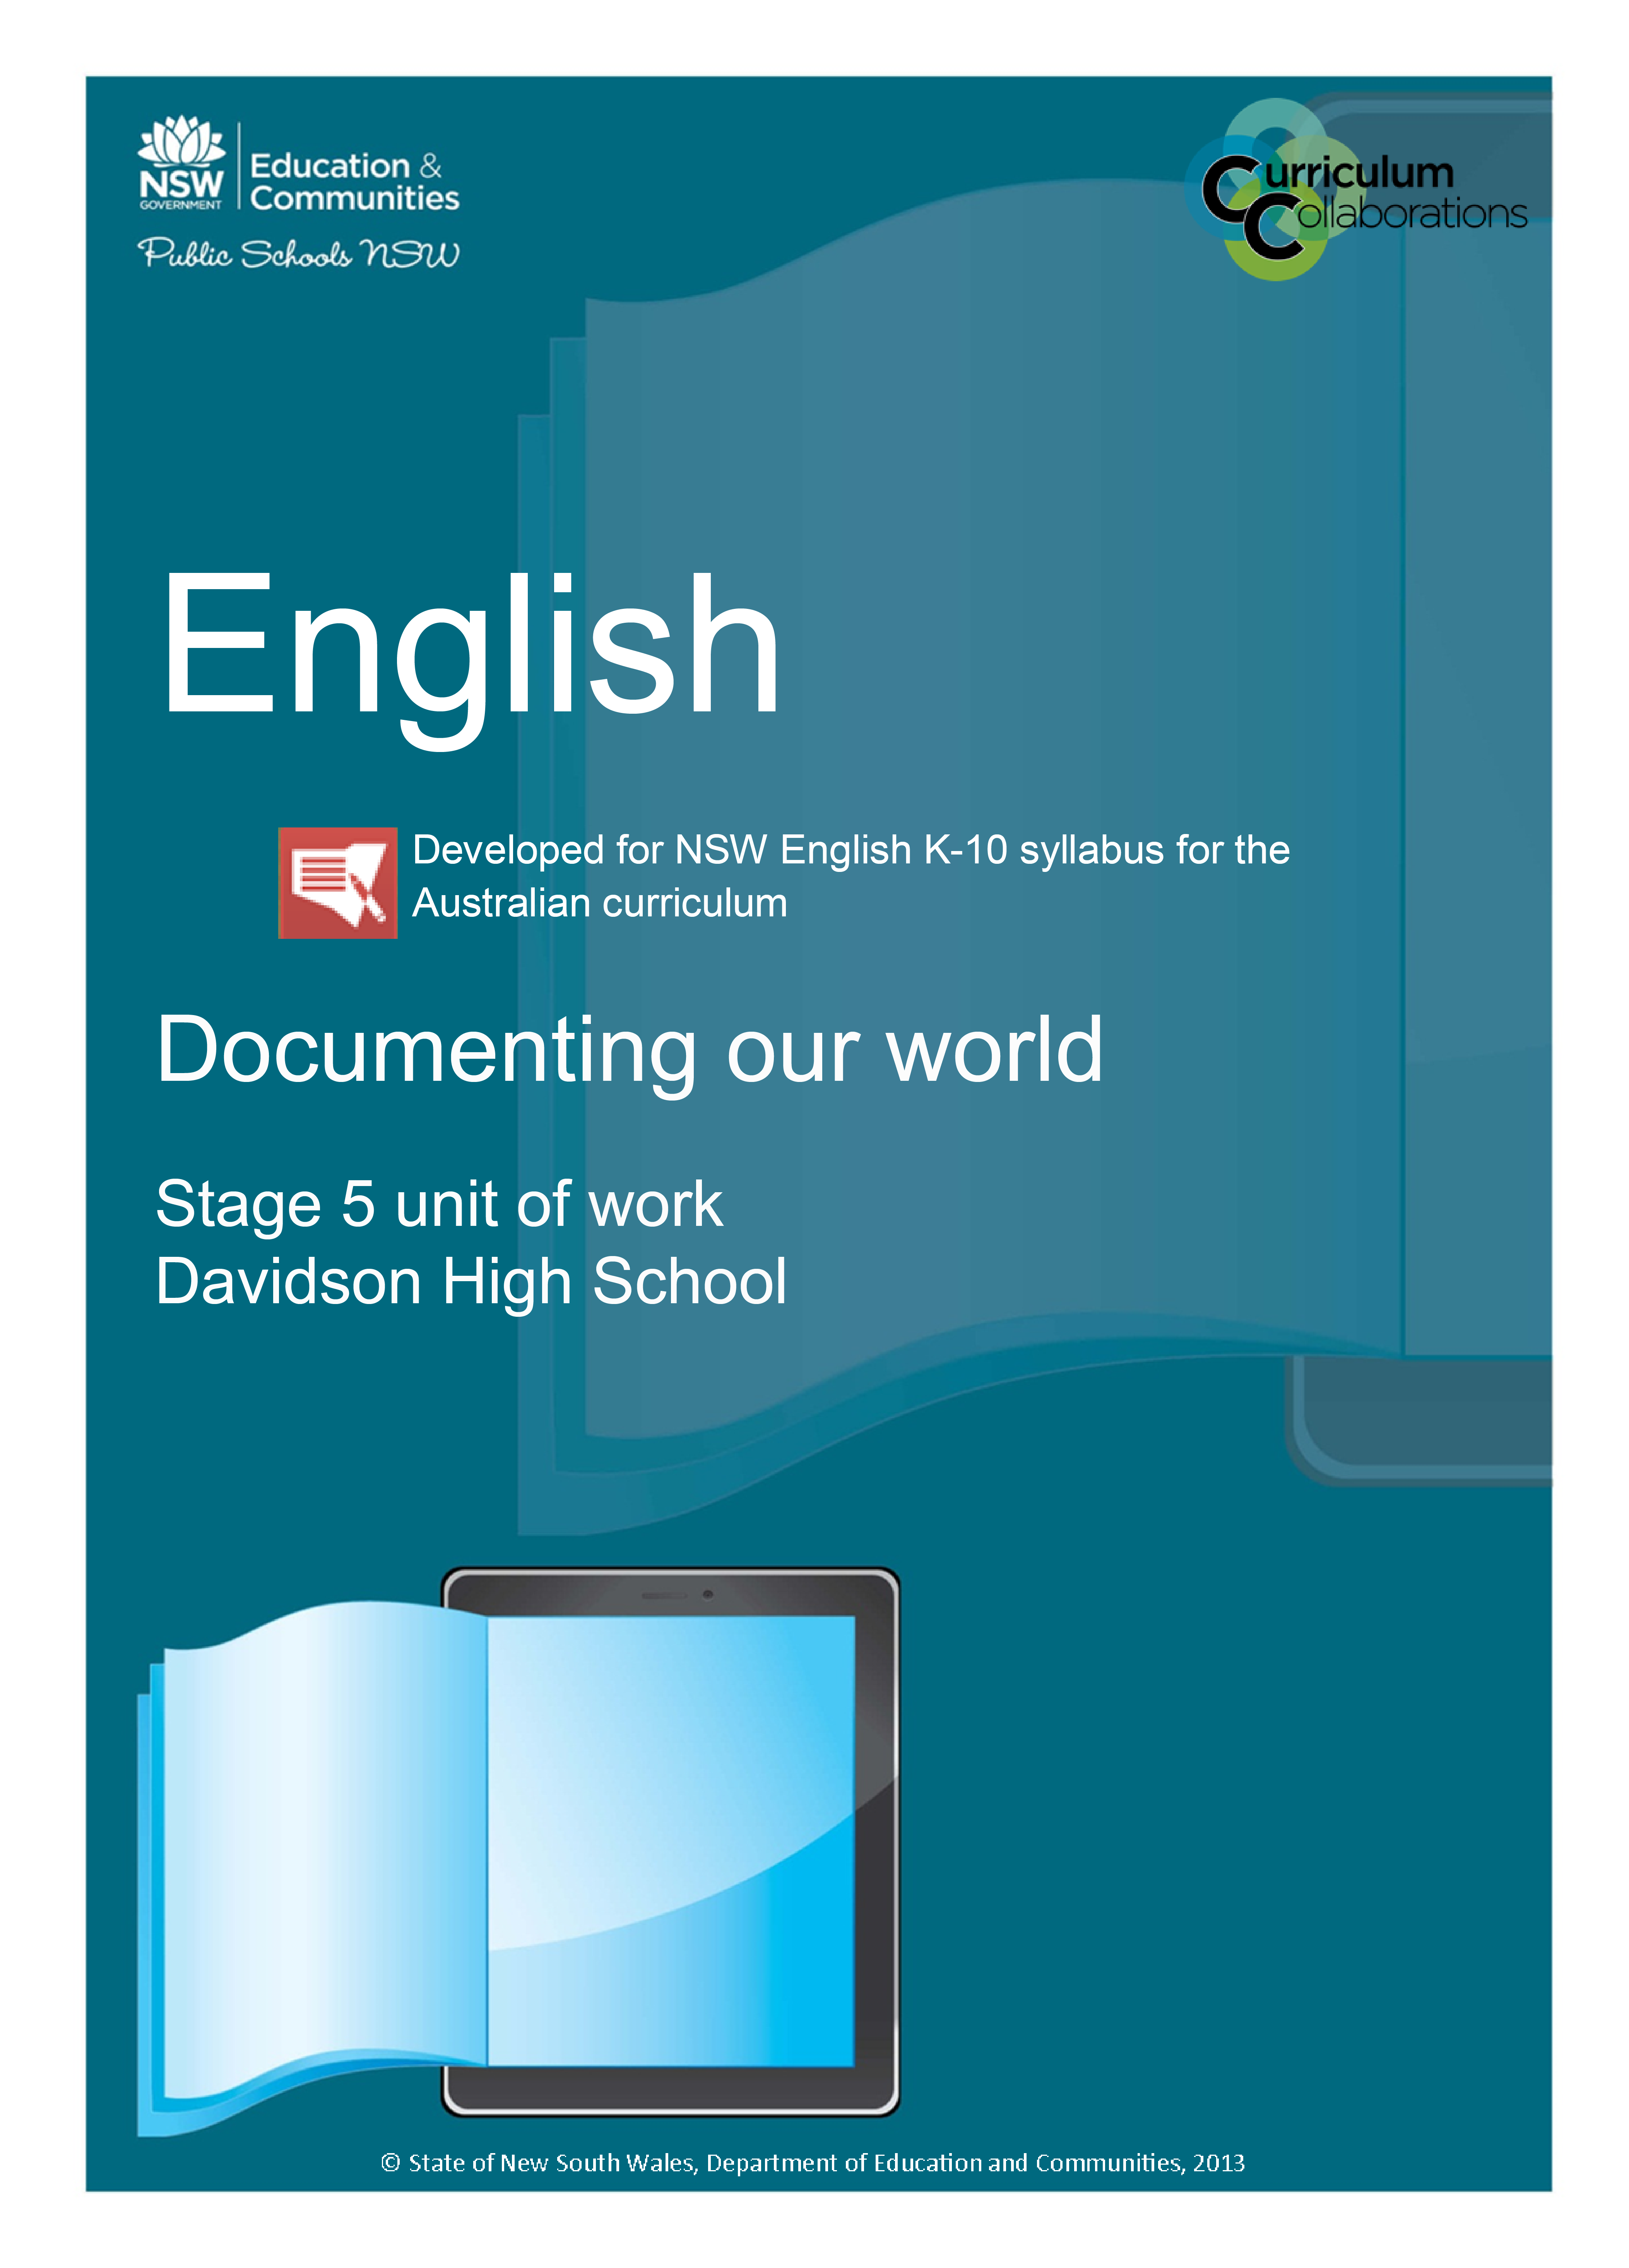 NSW
GOVERNMENT
Education &
Communities
Public Schools NSW
Curriculum
Collaborations
English
Developed for NSW English K-10 syllabus for the
Australian curriculum
Documenting our world
Stage 5 unit of work
Davidson High School
© State of New South Wales, Department of Education and Communities, 2013